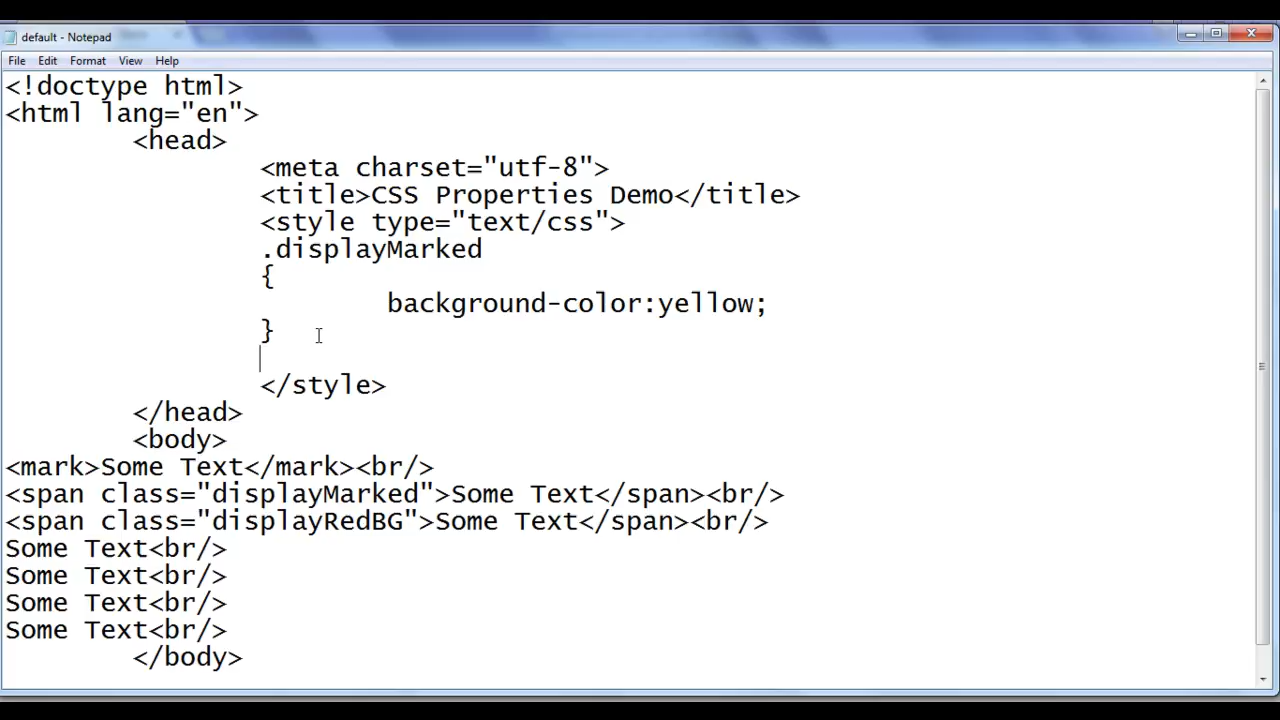 default - Notepad
File Edit Format View Help
<!doctype html>
<html lang="en">
<head>
<meta charset="utf-8">
<title>CSS Properties Demo</title>
<style type="text/css">
.displayMarked
{
background-color:yellow;
}
</style>
</head>
<body>
<mark>Some Text</mark><br/>
<span class="displayMarked">Some Text</span><br/>
<span class="displayRedBG">Some Text</span><br/>
Some Text<br/>
Some Text<br/>
Some Text<br/>
Some Text<br/>
</body>